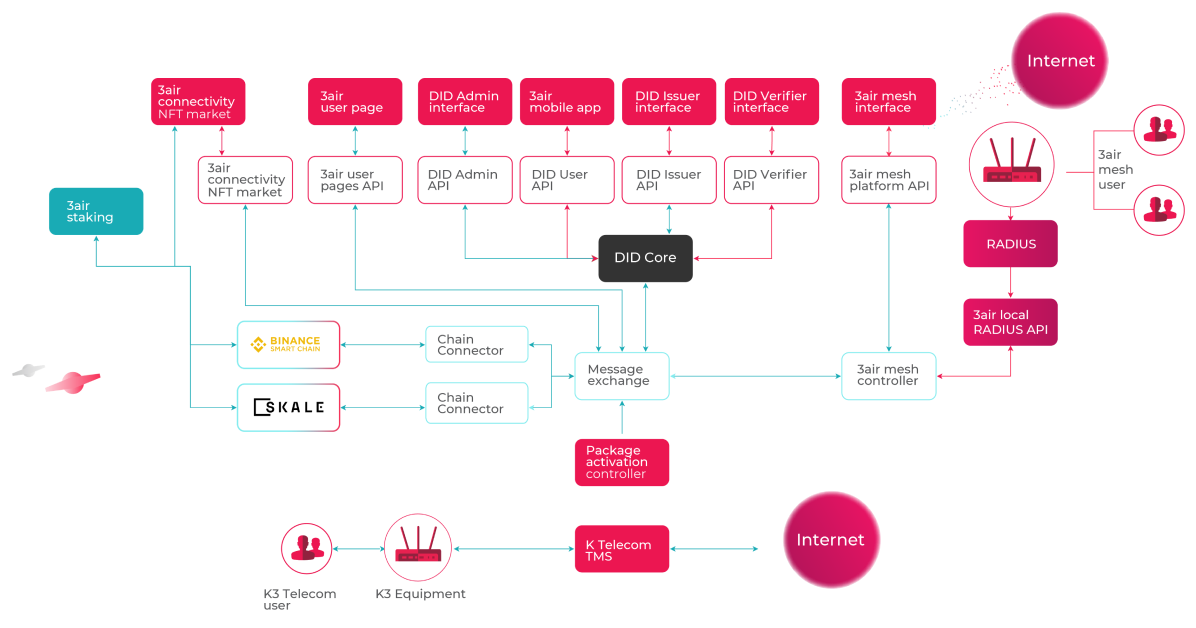 Internet
3air
connectivity
NFT market
3air
user page
DID Admin
interface
3air
mobile app
DID Issuer
interface
DID Verifier
interface
3air mesh
interface
3air
connectivity
NFT market
3air user
pages API
DID Admin
API
DID User
API
DID Issuer
API
DID Verifier
API
3air mesh
platform API
3air
mesh
user
3air
staking
RADIUS
DID Core
3air local
RADIUS API
BINANCE
SMART CHAIN
Chain
Connector
Message
exchange
3air mesh
controller
SKALE
Chain
Connector
Package
activation
controller
K Telecom
TMS
Internet
K3 Telecom
user
K3 Equipment